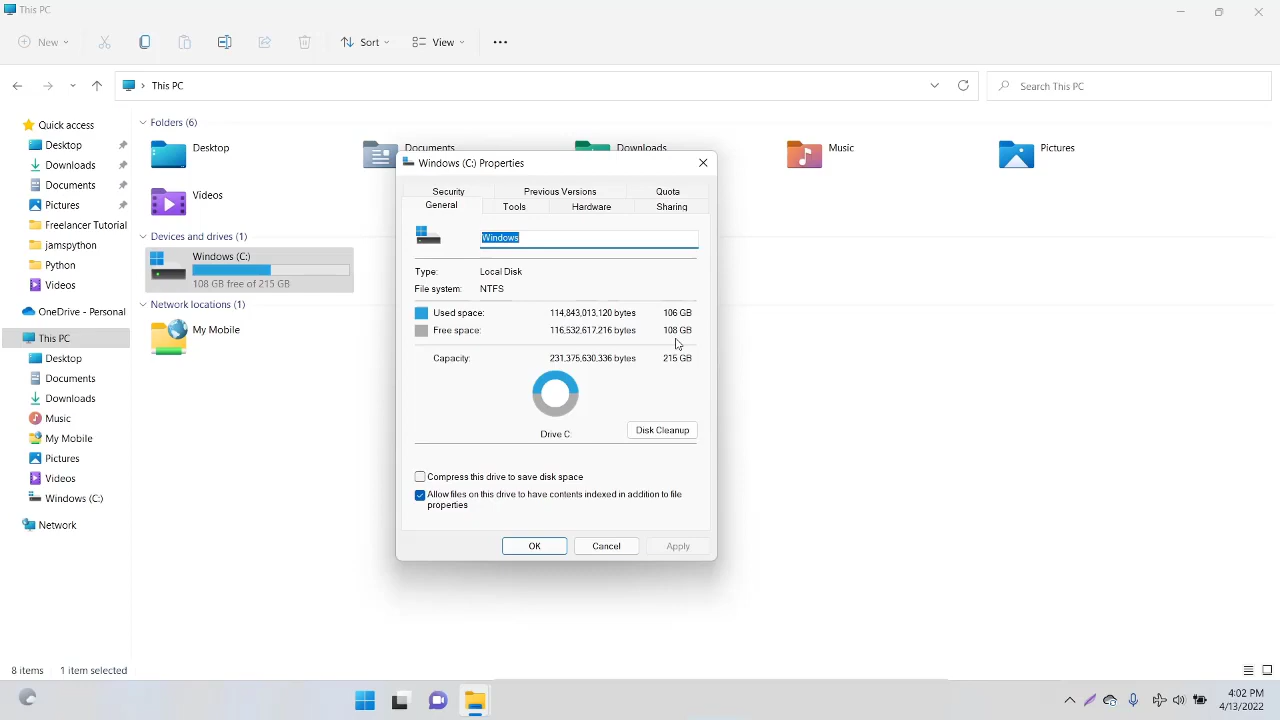 This PC
New
Sort
View
This PC
Search This PC
Quick access
Desktop
Downloads
Documents
Pictures
Freelancer Tutorial
jamspython
Python
Videos
OneDrive - Personal
This PC
Desktop
Documents
Downloads
Music
My Mobile
Pictures
Videos
Windows (C:)
Network
Folders (6)
Desktop
Documents
Downloads
Music
Pictures
Videos
Devices and drives (1)
Windows (C:)
108 GB free of 215 GB
Network locations (1)
My Mobile
Windows (C:) Properties
Security Previous Versions Quota
General Tools Hardware Sharing
Windows
Type: Local Disk
File system: NTFS
Used space: 114,843,013,120 bytes 106 GB
Free space: 116,532,617,216 bytes 108 GB
Capacity: 231,375,630,336 bytes 215 GB
Drive C:
Disk Cleanup
Compress this drive to save disk space
Allow files on this drive to have contents indexed in addition to file
properties
OK Cancel Apply
8 items 1 item selected
4:02 PM
4/13/2022